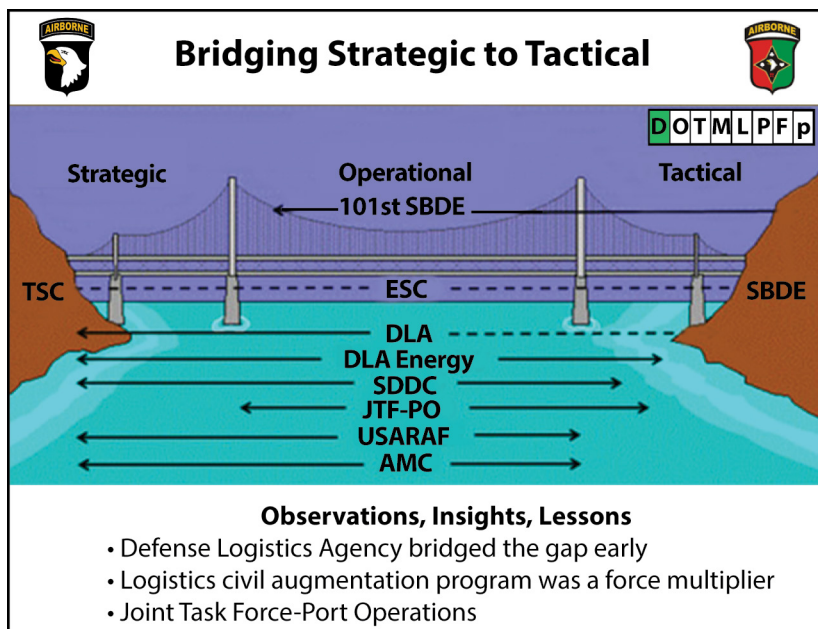 AIRBORNE
Bridging Strategic to Tactical
AIRBORNE
D O T M L P F p
Strategic
Operational
Tactical
101st SBDE
TSC
ESC
SBDE
DLA
DLA Energy
SDDC
JTF-PO
USARAF
AMC
Observations, Insights, Lessons
• Defense Logistics Agency bridged the gap early
• Logistics civil augmentation program was a force multiplier
• Joint Task Force-Port Operations